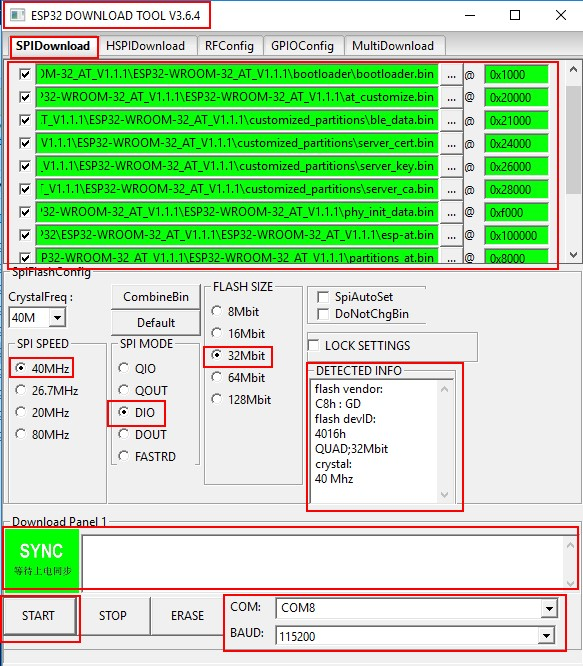 ESP32 DOWNLOAD TOOL V3.6.4
SPIDownload HSPIDownload RFConfig GPIOConfig MultiDownload
OM-32_AT_V1.1.1\ESP32-WROOM-32_AT_V1.1.1\bootloader\bootloader.bin ... @ 0x1000
P32-WROOM-32_AT_V1.1.1\ESP32-WROOM-32_AT_V1.1.1\at_customize.bin ... @ 0x20000
T_V1.1.1\ESP32-WROOM-32_AT_V1.1.1\customized_partitions\ble_data.bin ... @ 0x21000
V1.1.1\ESP32-WROOM-32_AT_V1.1.1\customized_partitions\server_cert.bin ... @ 0x24000
_V1.1.1\ESP32-WROOM-32_AT_V1.1.1\customized_partitions\server_key.bin ... @ 0x26000
T_V1.1.1\ESP32-WROOM-32_AT_V1.1.1\customized_partitions\server_ca.bin ... @ 0x28000
32-WROOM-32_AT_V1.1.1\ESP32-WROOM-32_AT_V1.1.1\phy_init_data.bin ... @ 0xf000
32\ESP32-WROOM-32_AT_V1.1.1\ESP32-WROOM-32_AT_V1.1.1\esp-at.bin ... @ 0x100000
P32-WROOM-32_AT_V1.1.1\ESP32-WROOM-32_AT_V1.1.1\partitions_at.bin ... @ 0x8000
SpiFlashConfig
CrystalFreq :
40M
CombineBin
Default
SPI SPEED
40MHz
26.7MHz
20MHz
80MHz
SPI MODE
QIO
QOUT
DIO
DOUT
FASTRD
FLASH SIZE
8Mbit
16Mbit
32Mbit
64Mbit
128Mbit
SpiAutoSet
DoNotChgBin
LOCK SETTINGS
DETECTED INFO
flash vendor:
C8h : GD
flash devID:
4016h
QUAD;32Mbit
crystal:
40 Mhz
Download Panel 1
SYNC
等待上电同步
START STOP ERASE
COM: COM8
BAUD: 115200